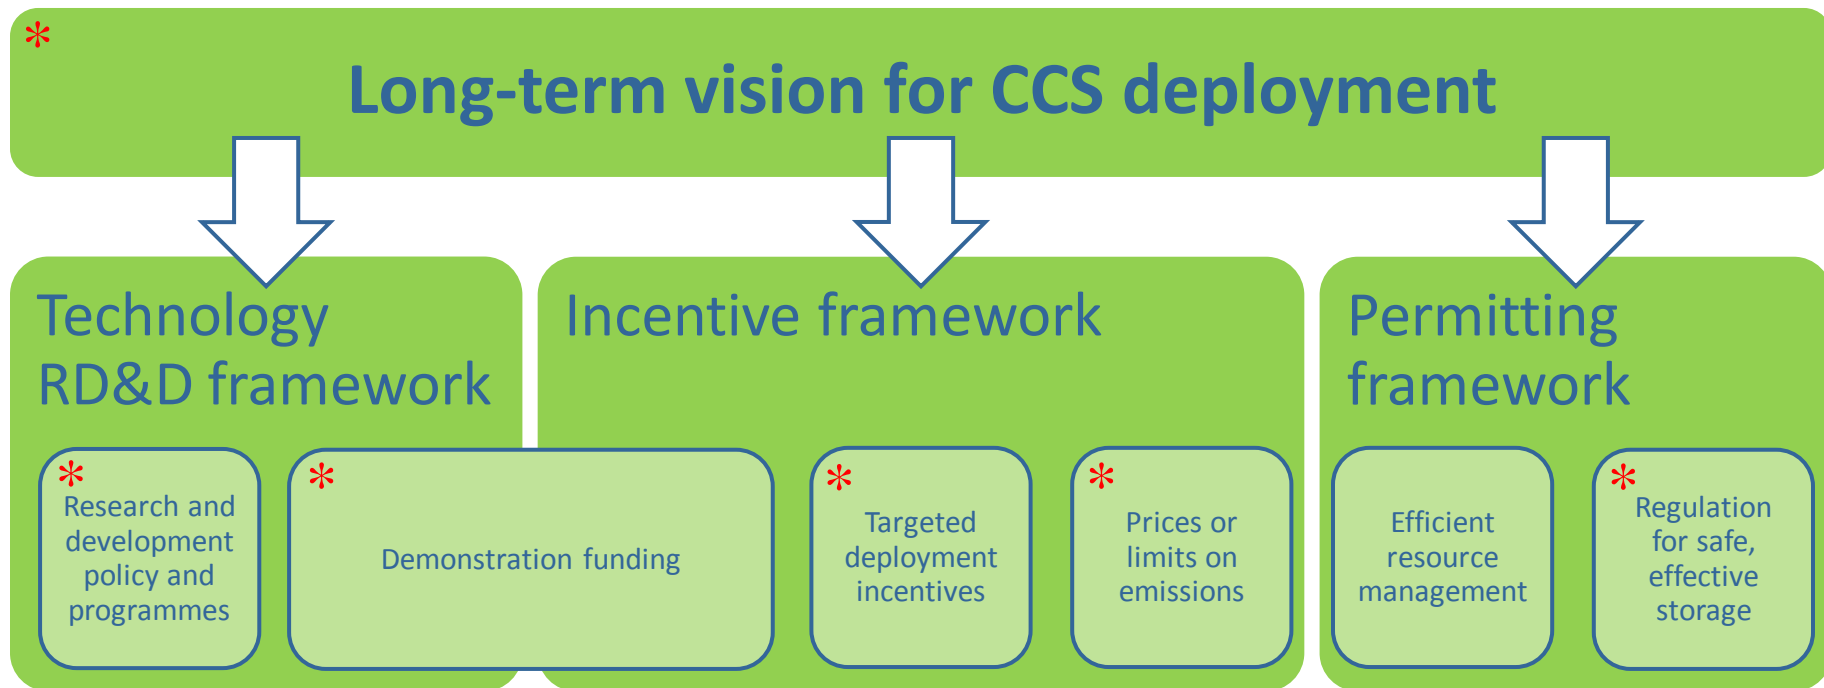 *
Long-term vision for CCS deployment
Technology
RD&D framework
Incentive framework
Permitting
framework
*
Research and
development
policy and
programmes
*
Demonstration funding
*
Targeted
deployment
incentives
*
Prices or
limits on
emissions
Efficient
resource
management
*
Regulation
for safe,
effective
storage